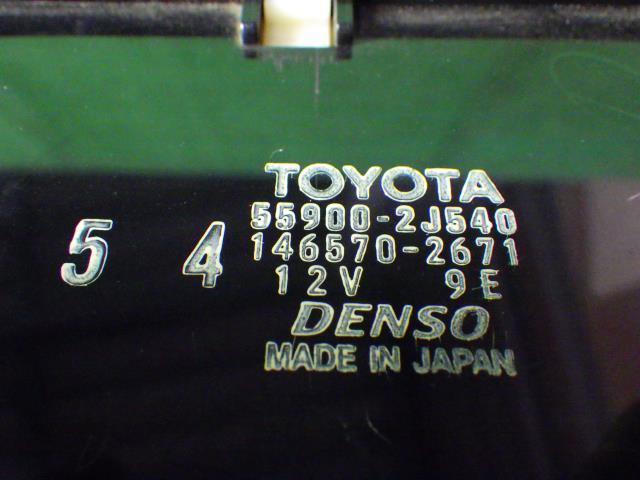 TOYOTA
55900-2J540
146570-2671
5 4
12V 9E
DENSO
MADE IN JAPAN